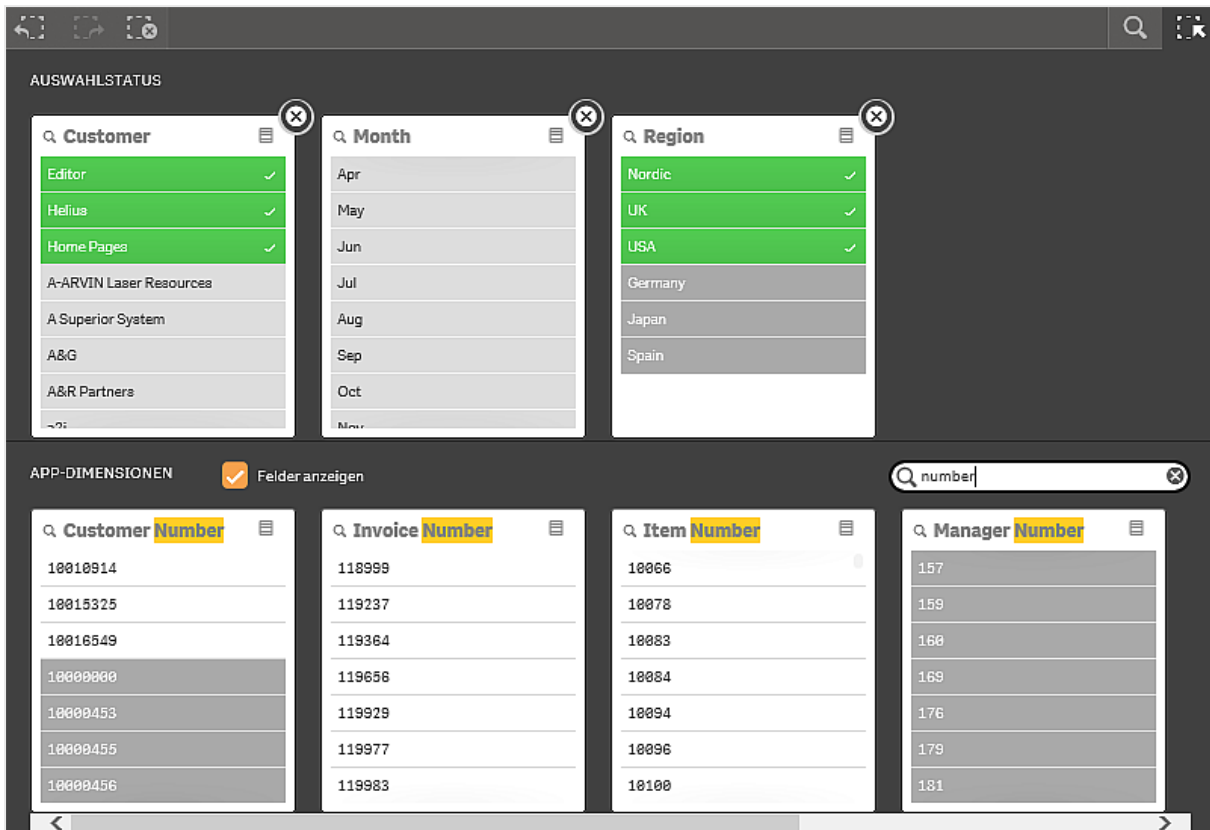 AUSWAHLSTATUS
Customer
Editor
Helius
Home Pages
A-ARVIN Laser Resources
A Superior System
A&G
A&R Partners
a2i
Month
Apr
May
Jun
Jul
Aug
Sep
Oct
Nov
Region
Nordic
UK
USA
Germany
Japan
Spain
APP-DIMENSIONEN
Felder anzeigen
number
Customer Number
10010914
10015325
10016549
10000000
10000453
10000455
10000456
Invoice Number
118999
119237
119364
119656
119929
119977
119983
Item Number
10066
10078
10083
10084
10094
10096
10100
Manager Number
157
159
160
169
176
179
181